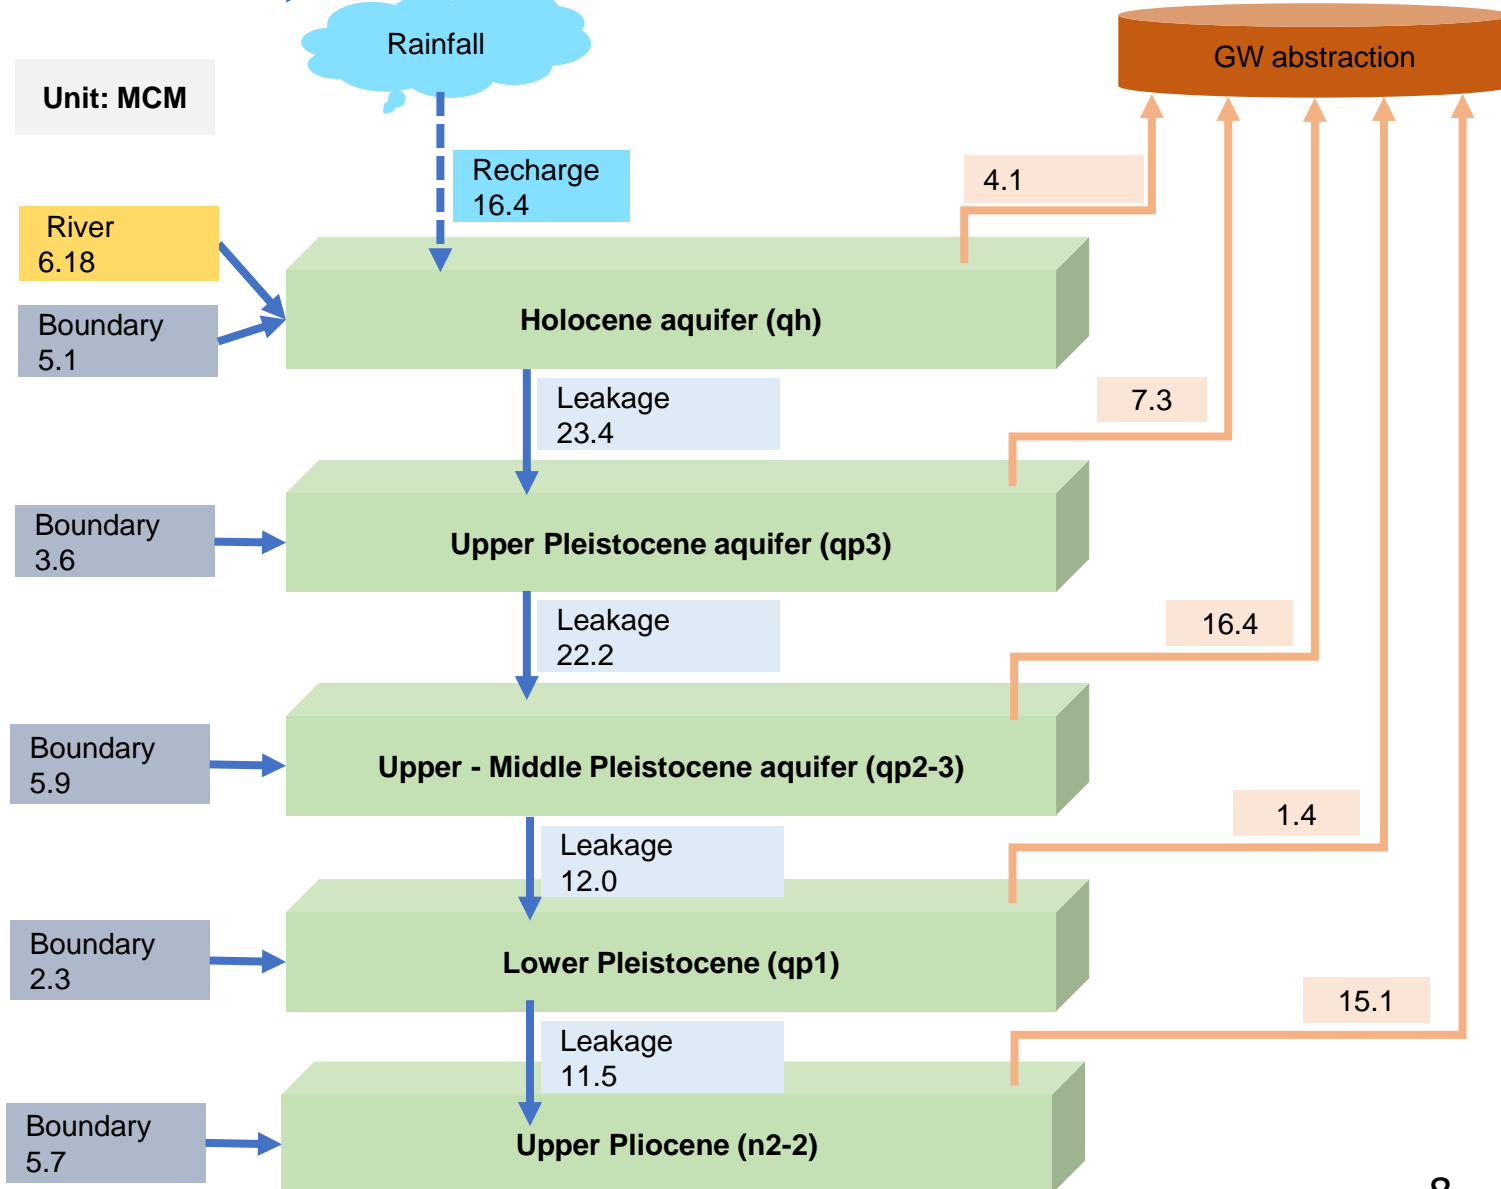 Rainfall
GW abstraction
Unit: MCM
Recharge
16.4
4.1
River
6.18
Holocene aquifer (qh)
Boundary
5.1
Leakage
23.4
7.3
Boundary
3.6
Upper Pleistocene aquifer (qp3)
Leakage
22.2
16.4
Boundary
5.9
Upper - Middle Pleistocene aquifer (qp2-3)
1.4
Leakage
12.0
Boundary
2.3
Lower Pleistocene (qp1)
15.1
Leakage
11.5
Boundary
5.7
Upper Pliocene (n2-2)